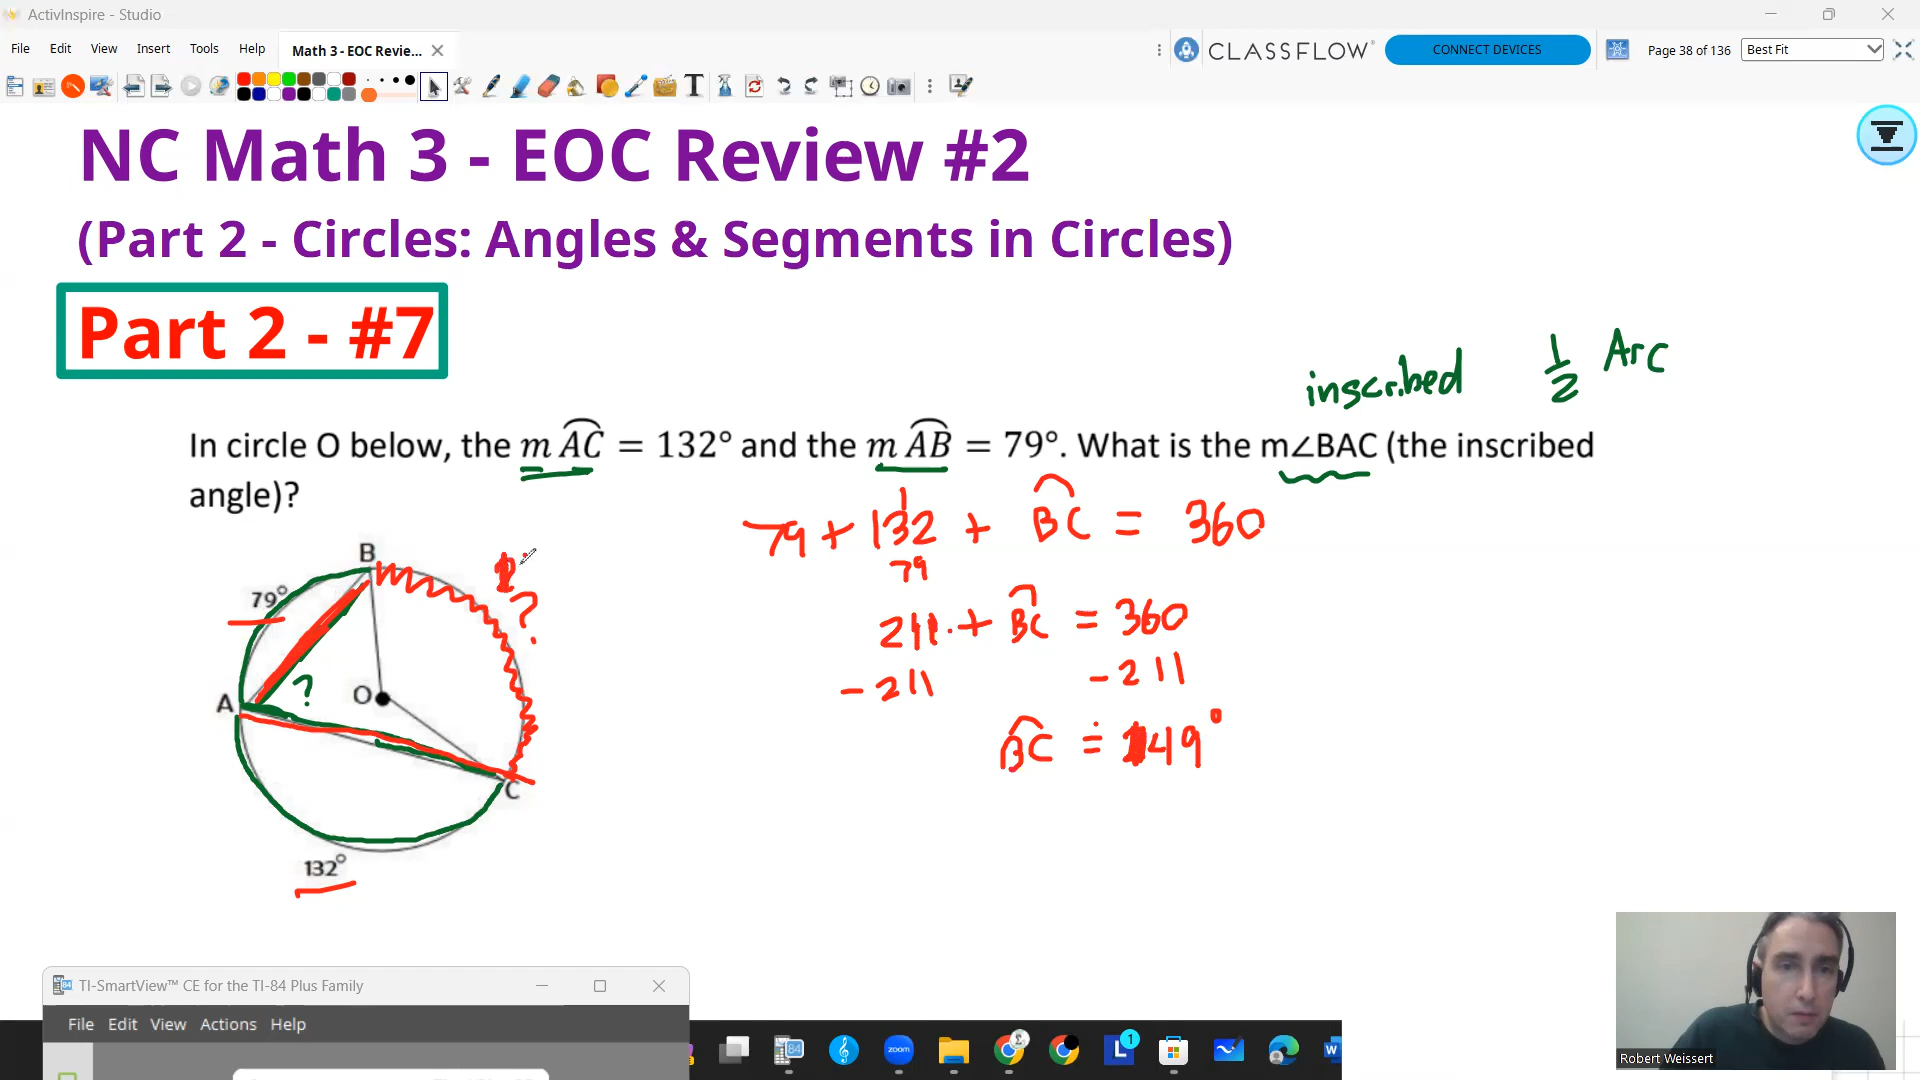 ActivInspire - Studio
File Edit View Insert Tools Help Math 3 - EOC Revie... CLASSFLOW CONNECT DEVICES Page 38 of 136 Best Fit
NC Math 3 - EOC Review #2
(Part 2 - Circles: Angles & Segments in Circles)
Part 2 - #7
inscribed 1/2 Arc
In circle O below, the m AC = 132° and the m AB = 79°. What is the m∠BAC (the inscribed
angle)?
79 + 132 + BC = 360
1
79
211 + BC = 360
-211 -211
BC = 149°
B
79°
?
?
A
O
C
132°
TI-SmartView™ CE for the TI-84 Plus Family
File Edit View Actions Help
84 zoom L 1 W
Robert Weissert